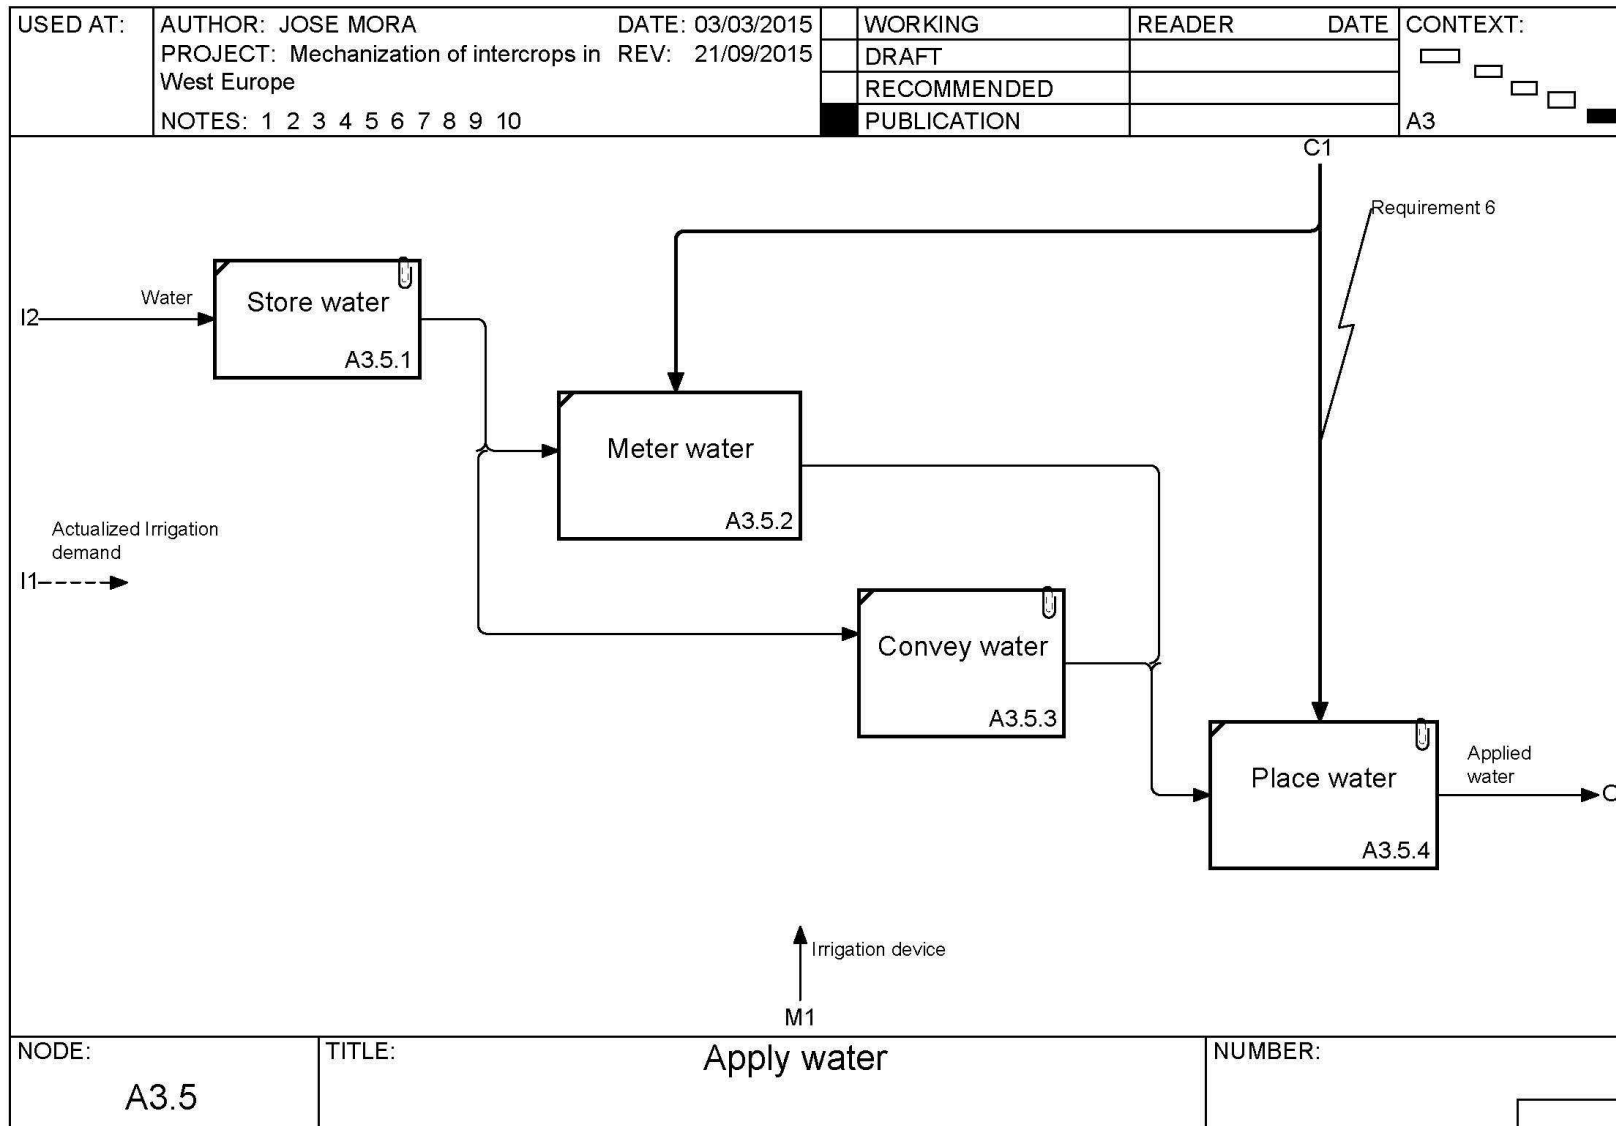 USED AT:
AUTHOR: JOSE MORA
DATE: 03/03/2015
PROJECT: Mechanization of intercrops in
REV: 21/09/2015
West Europe
NOTES: 1 2 3 4 5 6 7 8 9 10
WORKING
DRAFT
RECOMMENDED
PUBLICATION
READER
DATE
CONTEXT:
A3
C1
Requirement 6
I2
Water
Store water
A3.5.1
Meter water
A3.5.2
Actualized Irrigation
demand
I1
Convey water
A3.5.3
Place water
A3.5.4
Applied
water
Irrigation device
M1
NODE:
A3.5
TITLE:
Apply water
NUMBER: